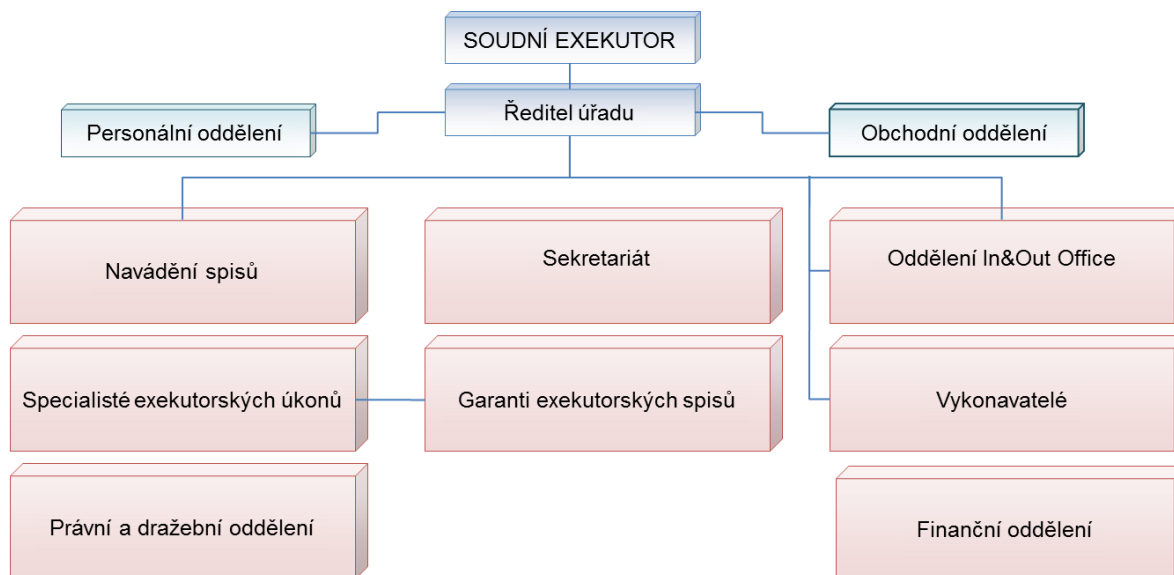 SOUDNÍ EXEKUTOR
Ředitel úřadu
Personální oddělení
Obchodní oddělení
Navádění spisů
Sekretariát
Oddělení In&Out Office
Specialisté exekutorských úkonů
Garanti exekutorských spisů
Vykonavatelé
Právní a dražební oddělení
Finanční oddělení